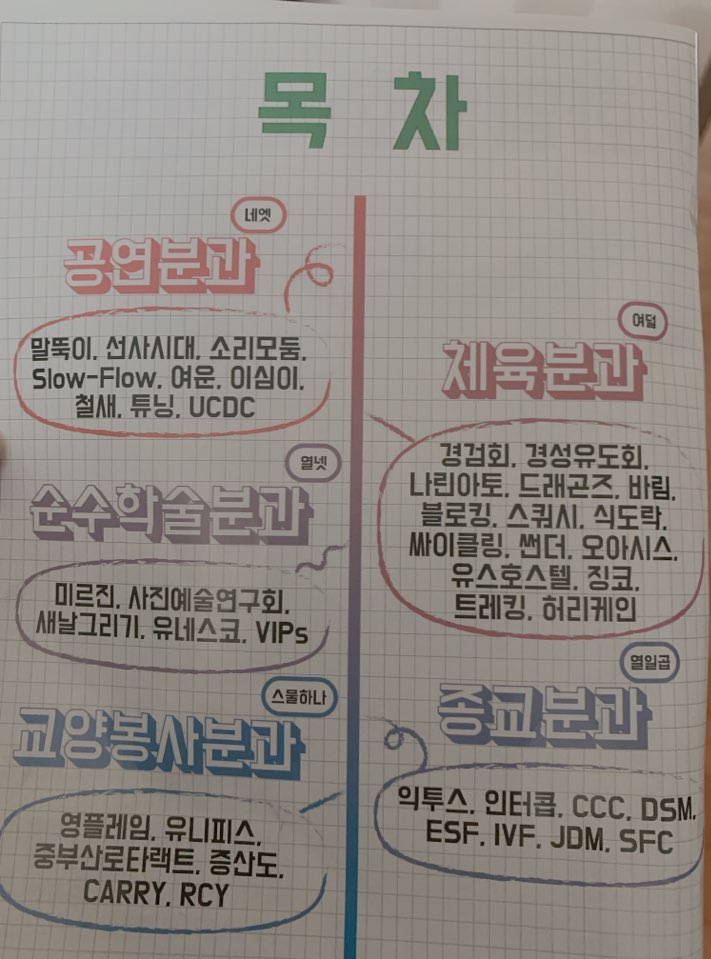 목 차
네엣
공연분과
말뚝이, 선사시대, 소리모둠,
Slow-Flow, 여운, 이심이,
철새, 튜닝, UCDC
여덟
체육분과
경검회, 경성유도회,
나린아토, 드래곤즈, 바림,
블로킹, 스쿼시, 식도락,
싸이클링, 썬더, 오아시스,
유스호스텔, 징코,
트레킹, 허리케인
열넷
순수학술분과
미르진, 사진예술연구회,
새날그리기, 유네스코, VIPs
열일곱
종교분과
익투스, 인터콥, CCC, DSM,
ESF, IVF, JDM, SFC
스물하나
교양봉사분과
영플레임, 유니피스,
중부산로타랙트, 증산도,
CARRY, RCY